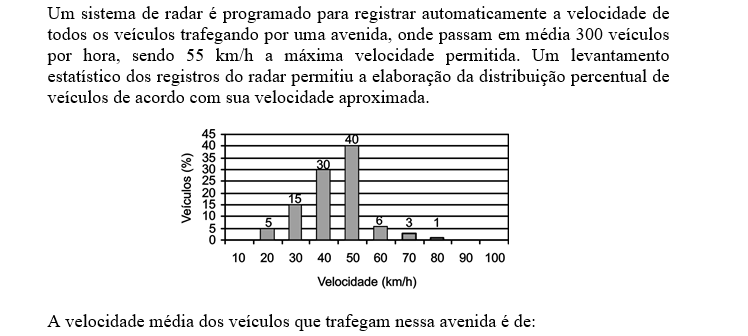 Um sistema de radar é programado para registrar automaticamente a velocidade de
todos os veículos trafegando por uma avenida, onde passam em média 300 veículos
por hora, sendo 55 km/h a máxima velocidade permitida. Um levantamento
estatístico dos registros do radar permitiu a elaboração da distribuição percentual de
veículos de acordo com sua velocidade aproximada.
Veículos (%)
45
40
35
30
25
20
15
10
5
0
5 15 30 40 6 3 1
10 20 30 40 50 60 70 80 90 100
Velocidade (km/h)
A velocidade média dos veículos que trafegam nessa avenida é de: